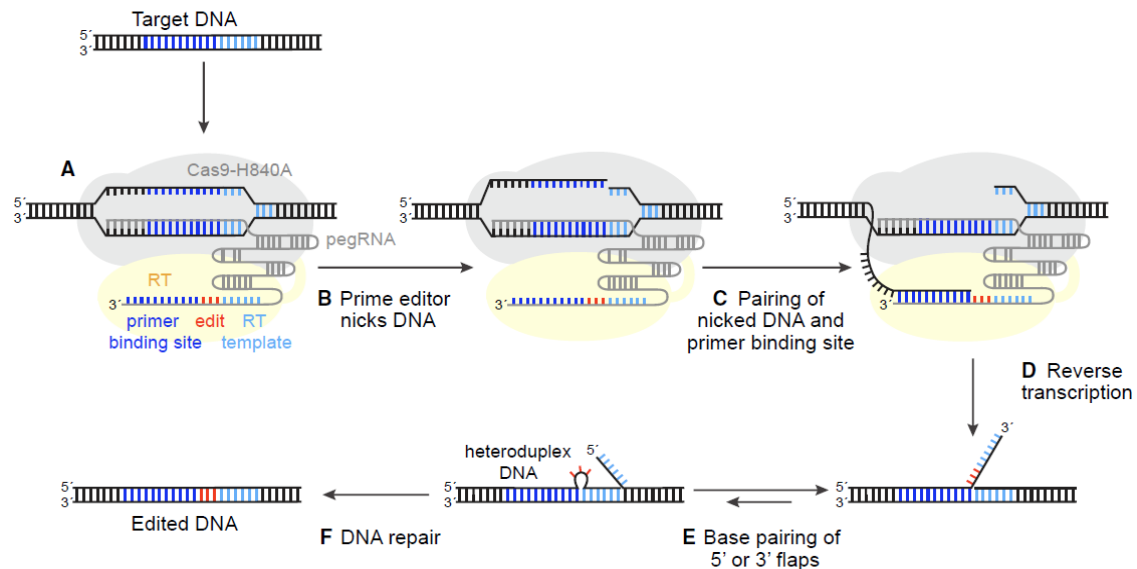 Target DNA
5´
3´
A
Cas9-H840A
5´
3´
pegRNA
RT
3´
primer edit RT
binding site template
B Prime editor
nicks DNA
5´
3´
3´
C Pairing of
nicked DNA and
primer binding site
5´
3´
3´
D Reverse
transcription
3´
5´
3´
E Base pairing of
5’ or 3’ flaps
heteroduplex
DNA
5´
5´
3´
F DNA repair
5´
3´
Edited DNA